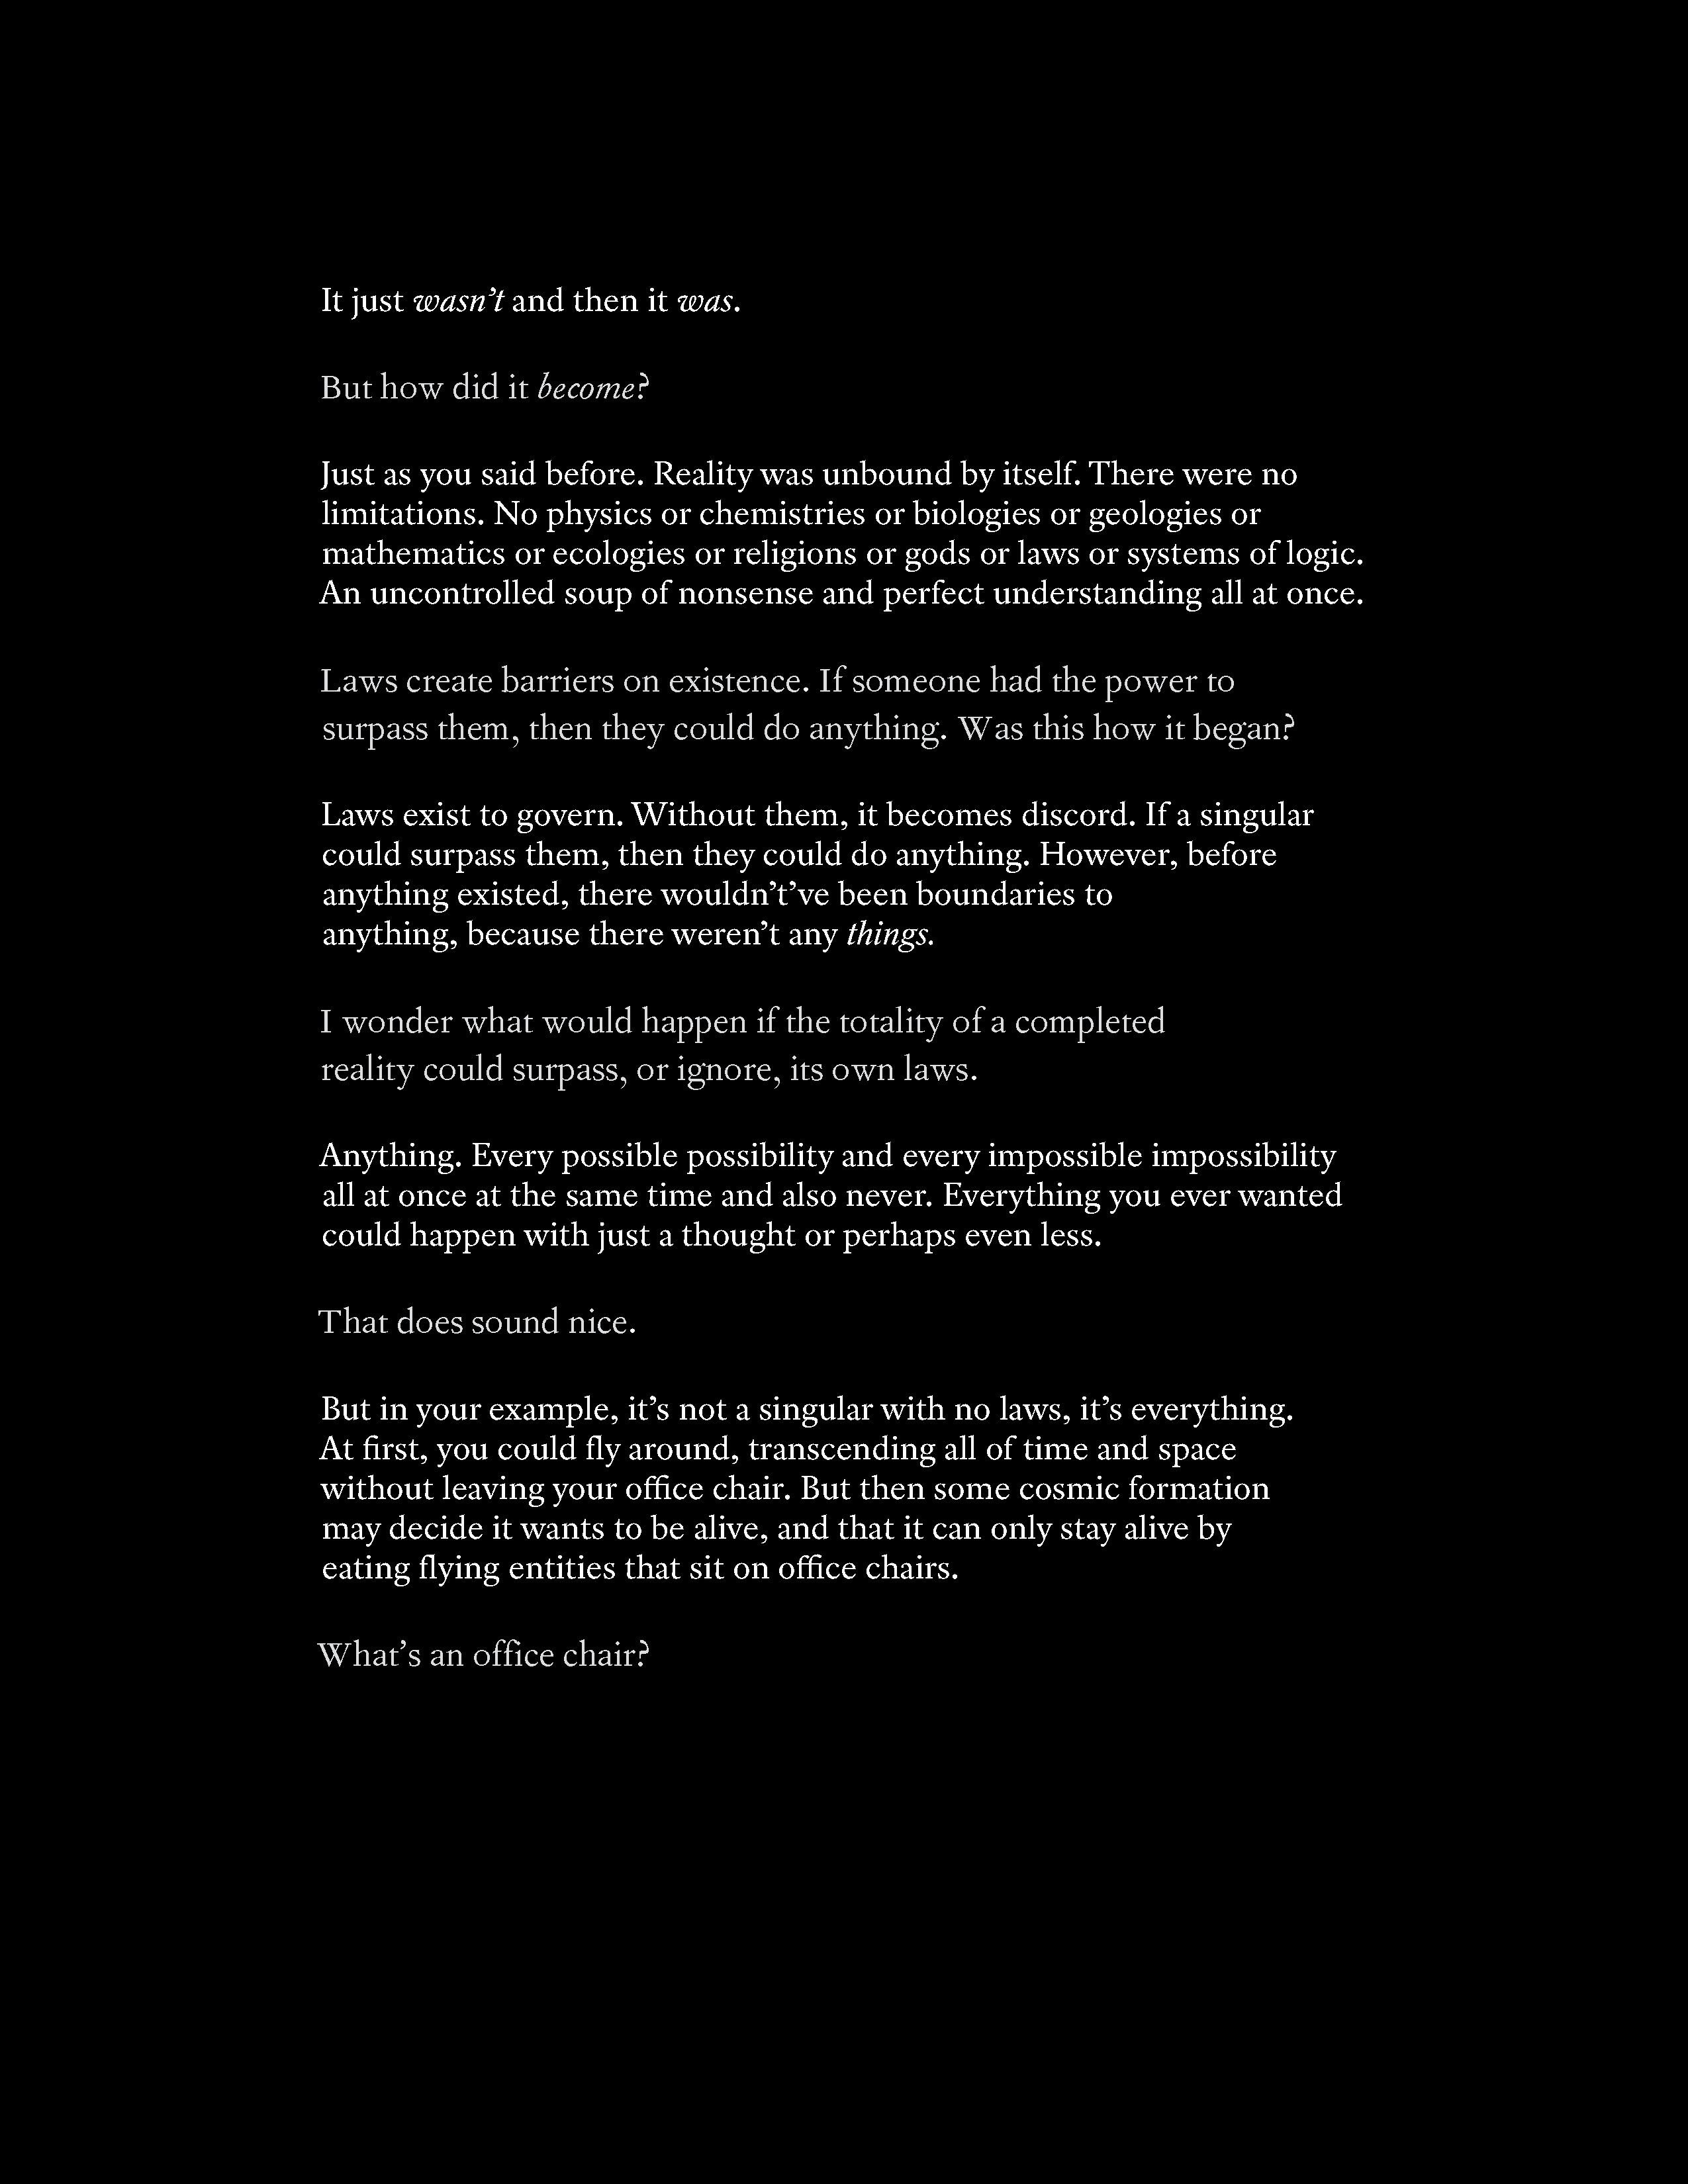 It just wasn’t and then it was.
But how did it become?
Just as you said before. Reality was unbound by itself. There were no
limitations. No physics or chemistries or biologies or geologies or
mathematics or ecologies or religions or gods or laws or systems of logic.
An uncontrolled soup of nonsense and perfect understanding all at once.
Laws create barriers on existence. If someone had the power to
surpass them, then they could do anything. Was this how it began?
Laws exist to govern. Without them, it becomes discord. If a singular
could surpass them, then they could do anything. However, before
anything existed, there wouldn’t’ve been boundaries to
anything, because there weren’t any things.
I wonder what would happen if the totality of a completed
reality could surpass, or ignore, its own laws.
Anything. Every possible possibility and every impossible impossibility
all at once at the same time and also never. Everything you ever wanted
could happen with just a thought or perhaps even less.
That does sound nice.
But in your example, it’s not a singular with no laws, it’s everything.
At first, you could fly around, transcending all of time and space
without leaving your office chair. But then some cosmic formation
may decide it wants to be alive, and that it can only stay alive by
eating flying entities that sit on office chairs.
What’s an office chair?